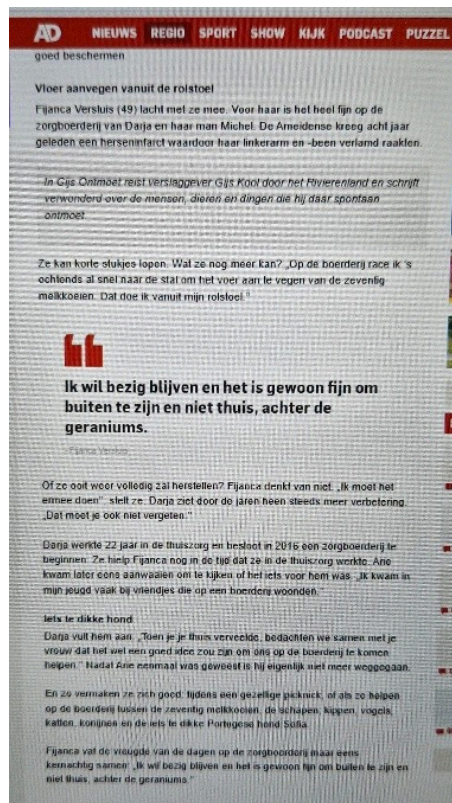 AD NIEUWS REGIO SPORT SHOW KIJK PODCAST PUZZEL
goed beschermen
Vloer aanvegen vanuit de rolstoel
Fijanca Versluis (49) lacht met ze mee. Voor haar is het heel fijn op de
zorgboerderij van Darja en haar man Michel. De Ameidense kreeg acht jaar
geleden een herseninfarct waardoor haar linkerarm en -been verlamd raakten.
In Gijs Ontmoet reist verslaggever Gijs Kool door het Rivierenland en schrijft
verwonderd over de mensen, dieren en dingen die hij daar spontaan
ontmoet
Ze kan korte stukjes lopen. Wat ze nog meer kan? „Op de boerderij race ik 's
ochtends al snel naar de stal om het voer aan te vegen van de zeventig
melkkoeien. Dat doe ik vanuit mijn rolstoel."
Ik wil bezig blijven en het is gewoon fijn om
buiten te zijn en niet thuis, achter de
geraniums.
- Fijanca Versluis
Of ze ooit weer volledig zal herstellen? Fijanca denkt van niet. „Ik moet het
ermee doen", stelt ze. Darja ziet door de jaren heen steeds meer verbetering.
„Dat moet je ook niet vergeten."
Darja werkte 22 jaar in de thuiszorg en besloot in 2016 een zorgboerderij te
beginnen. Ze hielp Fijanca nog in de tijd dat ze in de thuiszorg werkte. Arie
kwam later eens aanwaaien om te kijken of het iets voor hem was. „Ik kwam in
mijn jeugd vaak bij vriendjes die op een boerderij woonden."
Iets te dikke hond
Darja vult hem aan. „Toen je je thuis verveelde, bedachten we samen met je
vrouw dat het wel een goed idee zou zijn om ons op de boerderij te komen
helpen." Nadat Arie eenmaal was geweest is hij eigenlijk niet meer weggegaan.
En zo vermaken ze zich goed: tijdens een gezellige picknick, of als ze helpen
op de boerderij tussen de zeventig melkkoeien, de schapen, kippen, vogels,
katten, konijnen en de iets te dikke Portugese hond Sofia.
Fijanca vat de vreugde van de dagen op de zorgboerderij maar eens
kernachtig samen: „Ik wil bezig blijven en het is gewoon fijn om buiten te zijn en
niet thuis, achter de geraniums."